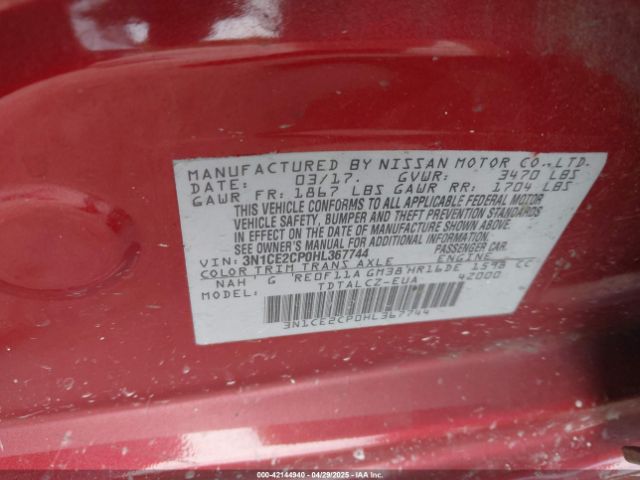 MANUFACTURED BY NISSAN MOTOR CO.,LTD.
DATE: 03/17. GVWR: 3470 LBS
GAWR FR: 1867 LBS GAWR RR: 1704 LBS
THIS VEHICLE CONFORMS TO ALL APPLICABLE FEDERAL MOTOR
VEHICLE SAFETY, BUMPER AND THEFT PREVENTION STANDARDS
IN EFFECT ON THE DATE OF MANUFACTURE SHOWN ABOVE.
SEE OWNER'S MANUAL. PASSENGER CAR
VIN: 3N1CE2CP0HL367744
COLOR TRIM TRANS AXLE ENGINE
NAH G RE0F11A GM38 HR16DE 1598 CC
MODEL: TDTALCZ-EUA 42000
3N1CE2CP0HL367744
000-42144940 - 04/29/2025 - IAA Inc.